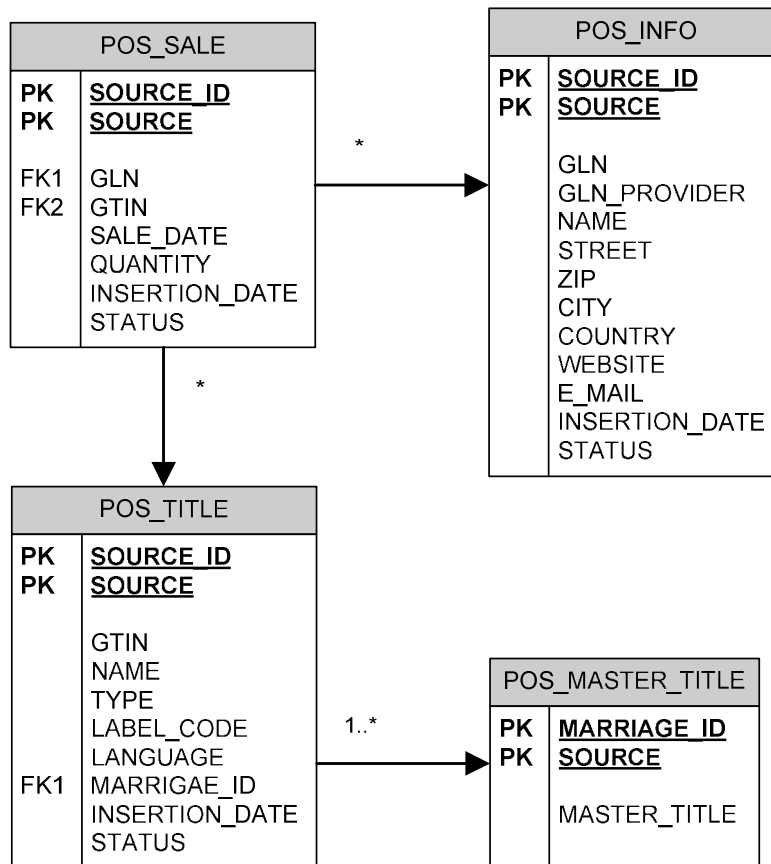 POS_SALE
PK SOURCE_ID
PK SOURCE
FK1 GLN
FK2 GTIN
SALE_DATE
QUANTITY
INSERTION_DATE
STATUS
*
POS_INFO
PK SOURCE_ID
PK SOURCE
GLN
GLN_PROVIDER
NAME
STREET
ZIP
CITY
COUNTRY
WEBSITE
E_MAIL
INSERTION_DATE
STATUS
*
POS_TITLE
PK SOURCE_ID
PK SOURCE
GTIN
NAME
TYPE
LABEL_CODE
LANGUAGE
FK1 MARRIGAE_ID
INSERTION_DATE
STATUS
1..*
POS_MASTER_TITLE
PK MARRIAGE_ID
PK SOURCE
MASTER_TITLE